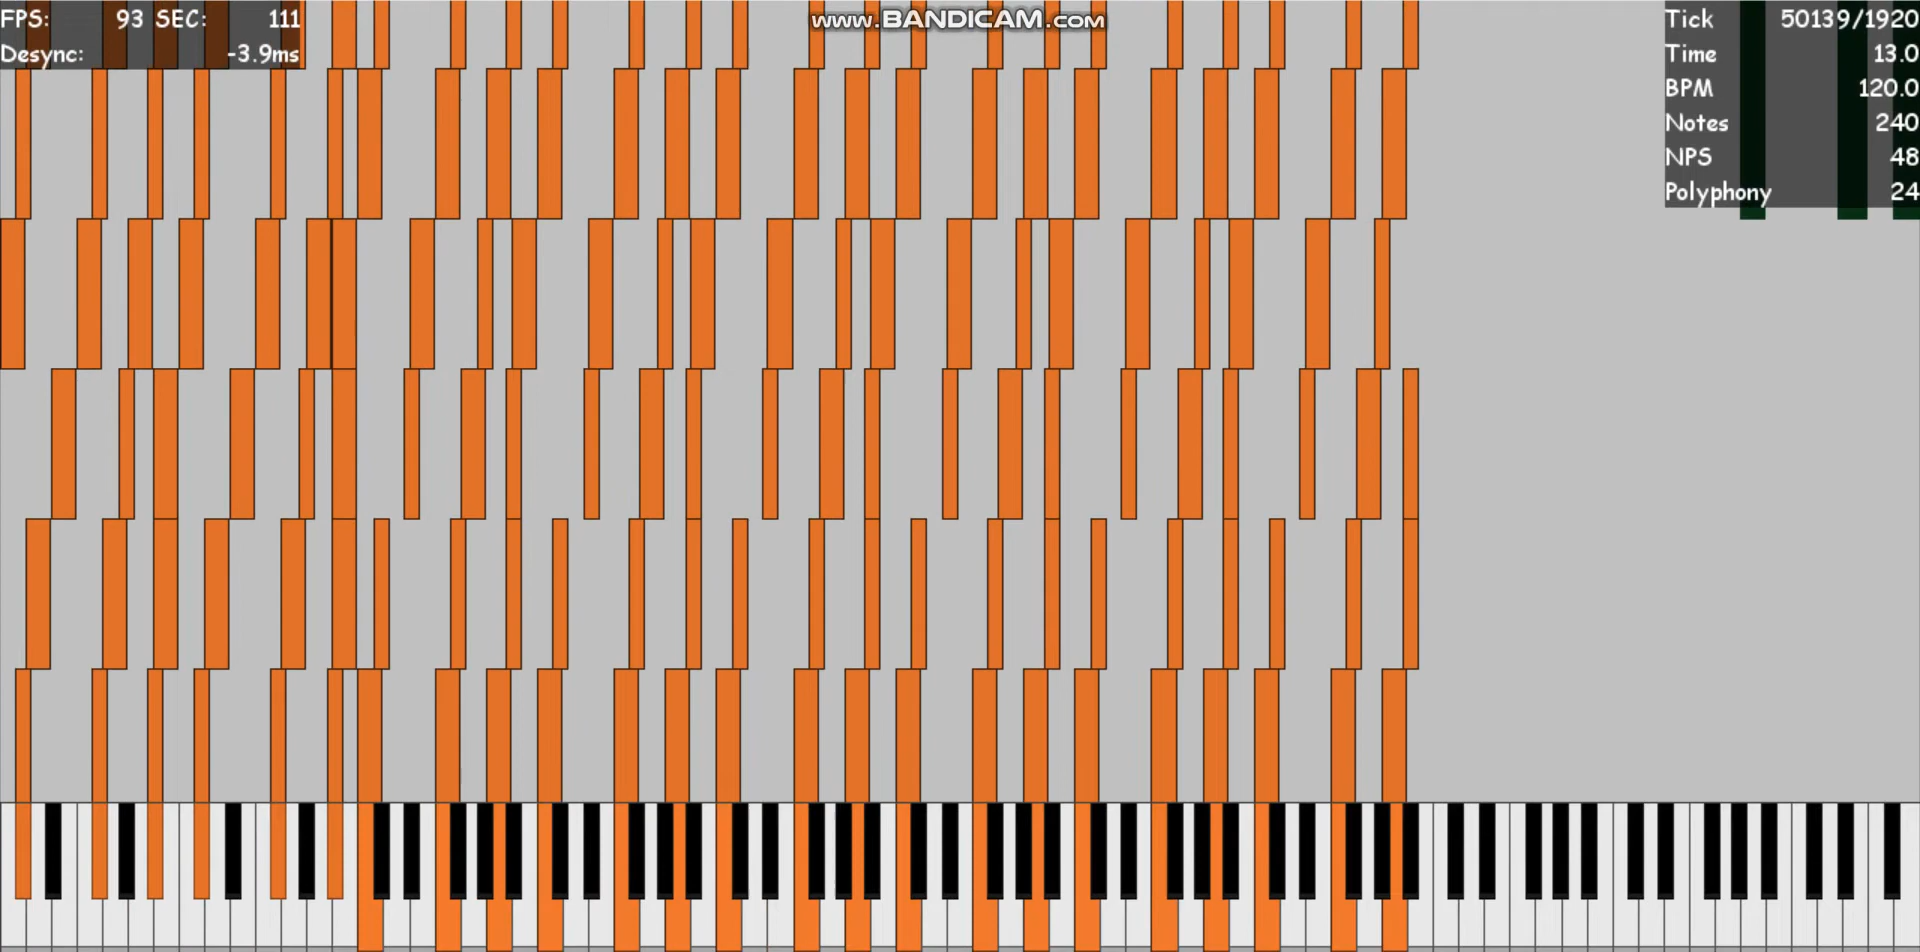 FPS: 93 SEC: 111
Desync: -3.9ms
www.BANDICAM.com
Tick 50139/1920
Time 13.0
BPM 120.0
Notes 240
NPS 48
Polyphony 24